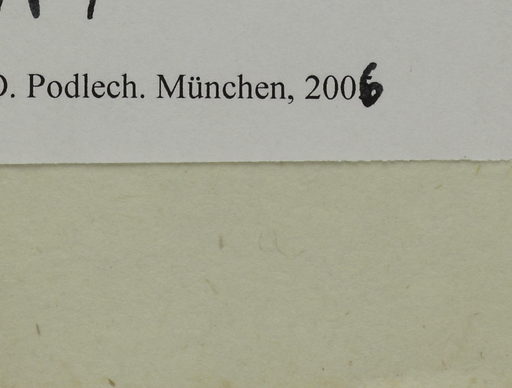 D. Podlech. München, 2006